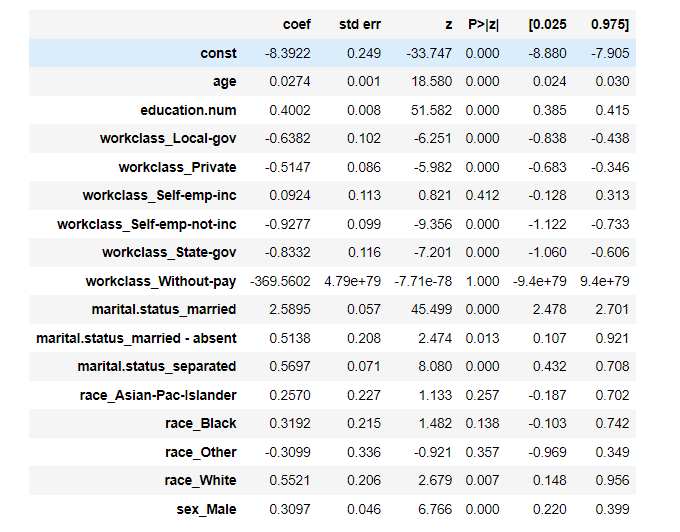 coef std err z P>|z| [0.025 0.975]
const -8.3922 0.249 -33.747 0.000 -8.880 -7.905
age 0.0274 0.001 18.580 0.000 0.024 0.030
education.num 0.4002 0.008 51.582 0.000 0.385 0.415
workclass_Local-gov -0.6382 0.102 -6.251 0.000 -0.838 -0.438
workclass_Private -0.5147 0.086 -5.982 0.000 -0.683 -0.346
workclass_Self-emp-inc 0.0924 0.113 0.821 0.412 -0.128 0.313
workclass_Self-emp-not-inc -0.9277 0.099 -9.356 0.000 -1.122 -0.733
workclass_State-gov -0.8332 0.116 -7.201 0.000 -1.060 -0.606
workclass_Without-pay -369.5602 4.79e+79 -7.71e-78 1.000 -9.4e+79 9.4e+79
marital.status_married 2.5895 0.057 45.499 0.000 2.478 2.701
marital.status_married - absent 0.5138 0.208 2.474 0.013 0.107 0.921
marital.status_separated 0.5697 0.071 8.080 0.000 0.432 0.708
race_Asian-Pac-Islander 0.2570 0.227 1.133 0.257 -0.187 0.702
race_Black 0.3192 0.215 1.482 0.138 -0.103 0.742
race_Other -0.3099 0.336 -0.921 0.357 -0.969 0.349
race_White 0.5521 0.206 2.679 0.007 0.148 0.956
sex_Male 0.3097 0.046 6.766 0.000 0.220 0.399